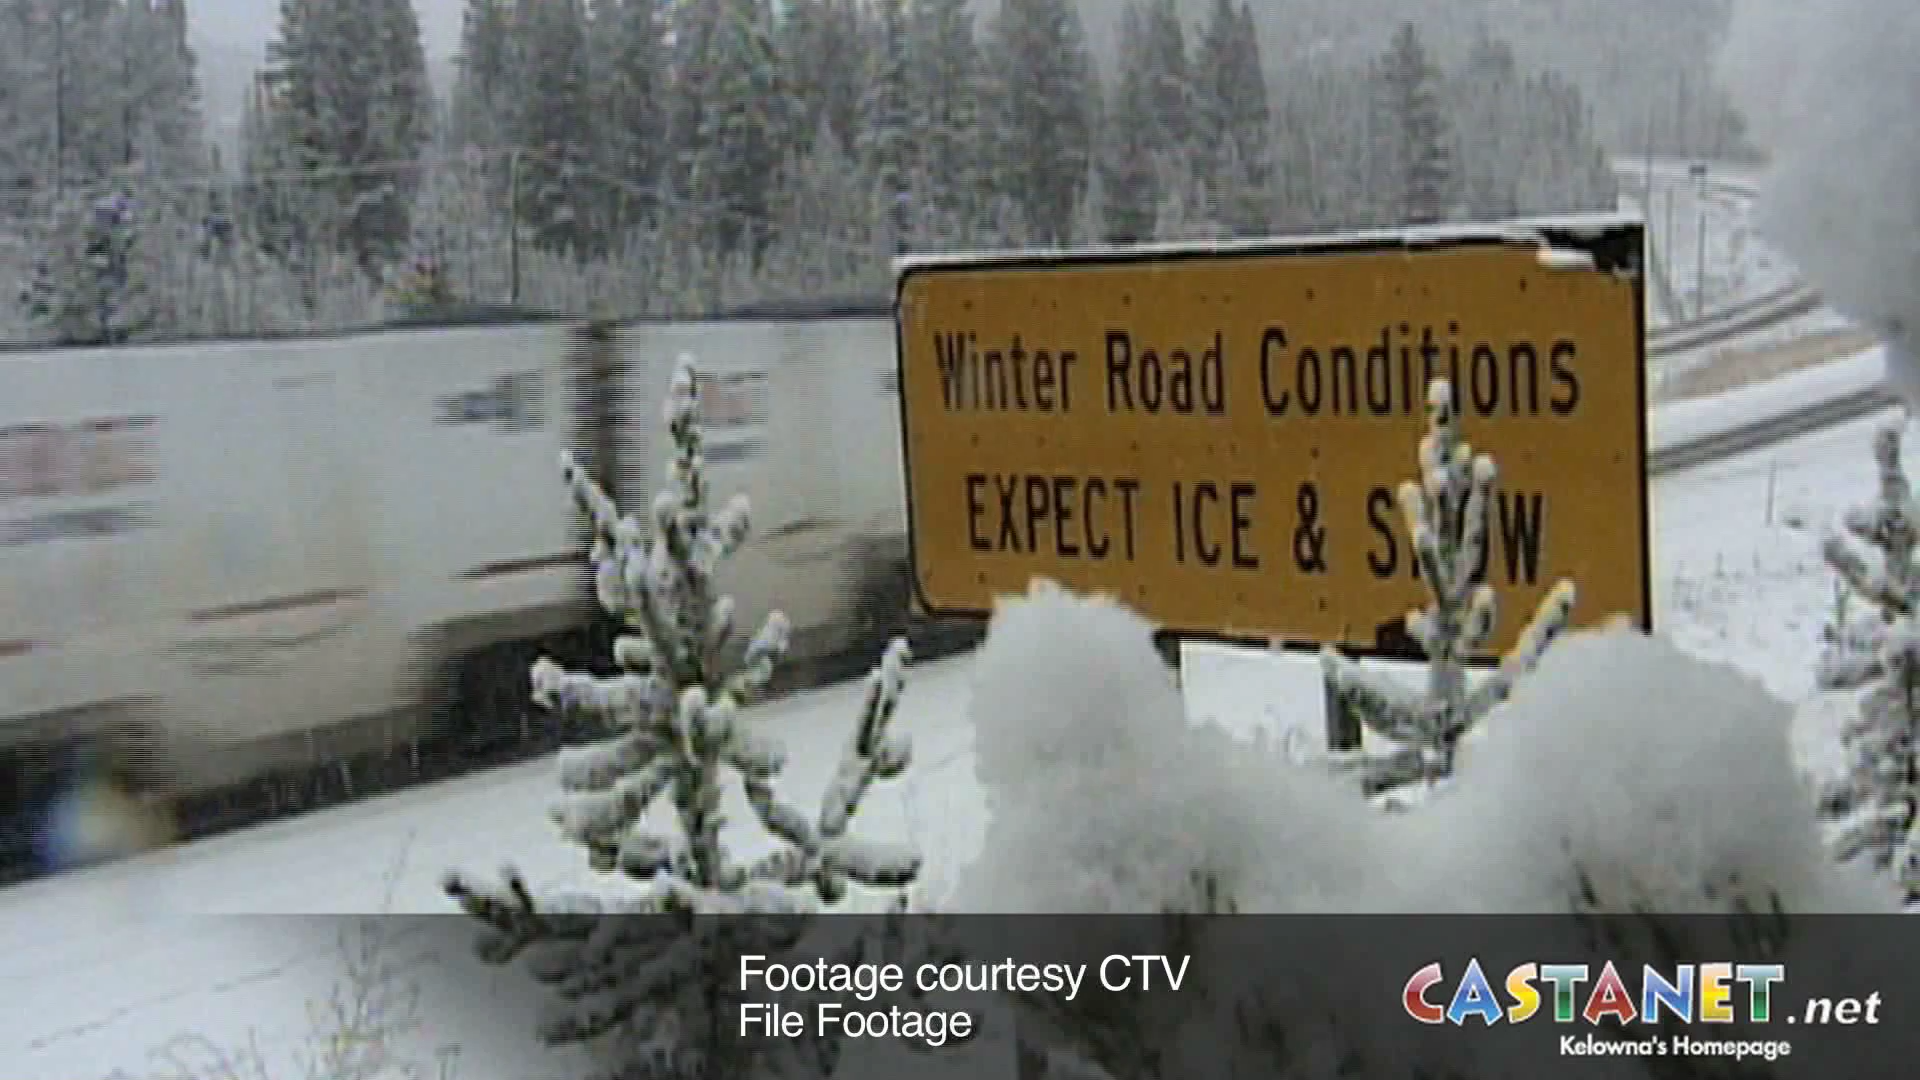 Winter Road Conditions
EXPECT ICE & SNOW
Footage courtesy CTV
File Footage
CASTANET.net
Kelowna's Homepage